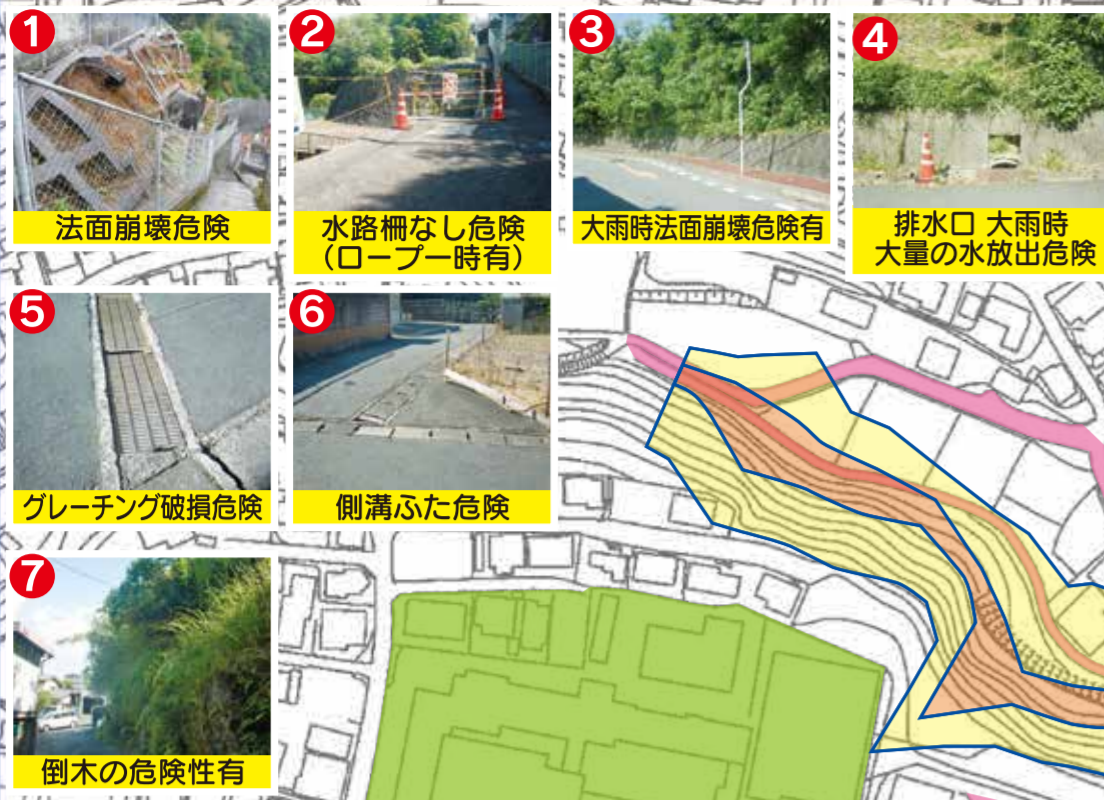 1
法面崩壊危険
2
水路柵なし危険
(ロープ一時有)
3
大雨時法面崩壊危険有
4
排水口 大雨時
大量の水放出危険
5
グレーチング破損危険
6
側溝ふた危険
7
倒木の危険性有